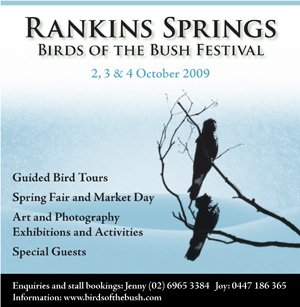 Rankins Springs
Birds of the Bush Festival
2, 3 & 4 October 2009
Guided Bird Tours
Spring Fair and Market Day
Art and Photography
Exhibitions and Activities
Special Guests
Enquiries and stall bookings: Jenny (02) 6965 3384 Joy: 0447 186 365
Information: www.birdsofthebush.com